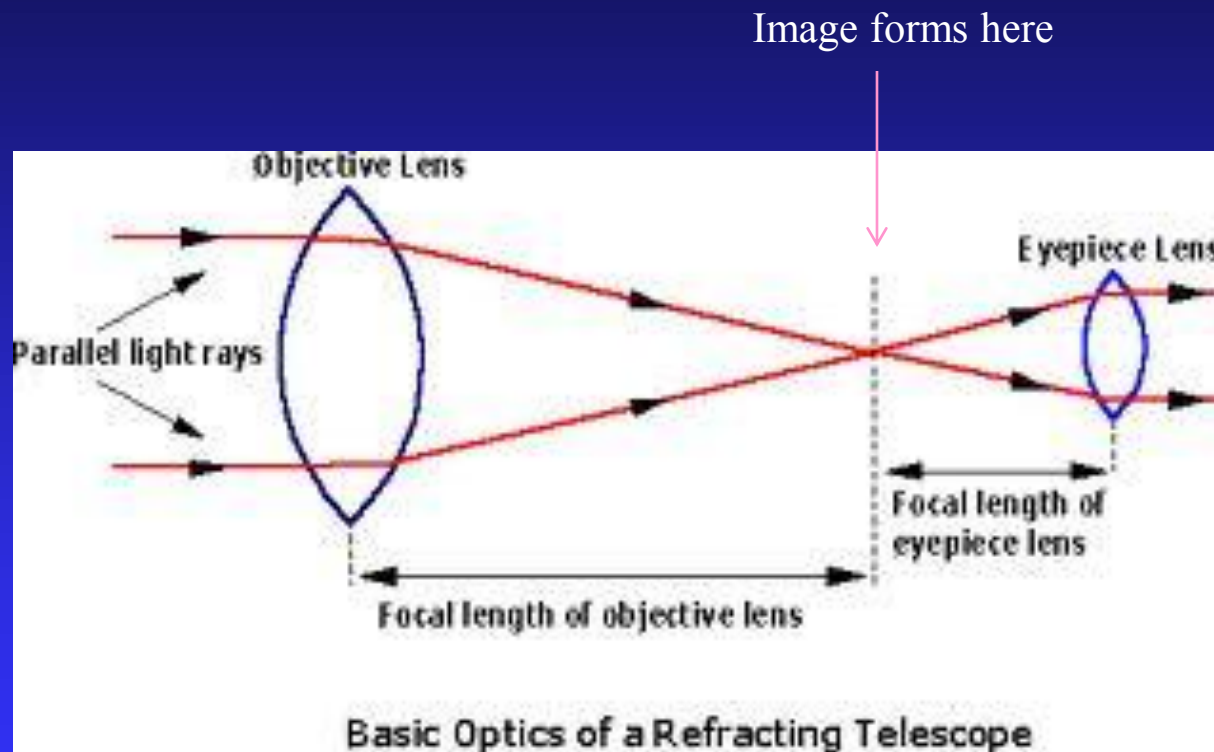 Image forms here
Objective Lens
Eyepiece Lens
Parallel light rays
Focal length of
eyepiece lens
Focal length of objective lens
Basic Optics of a Refracting Telescope